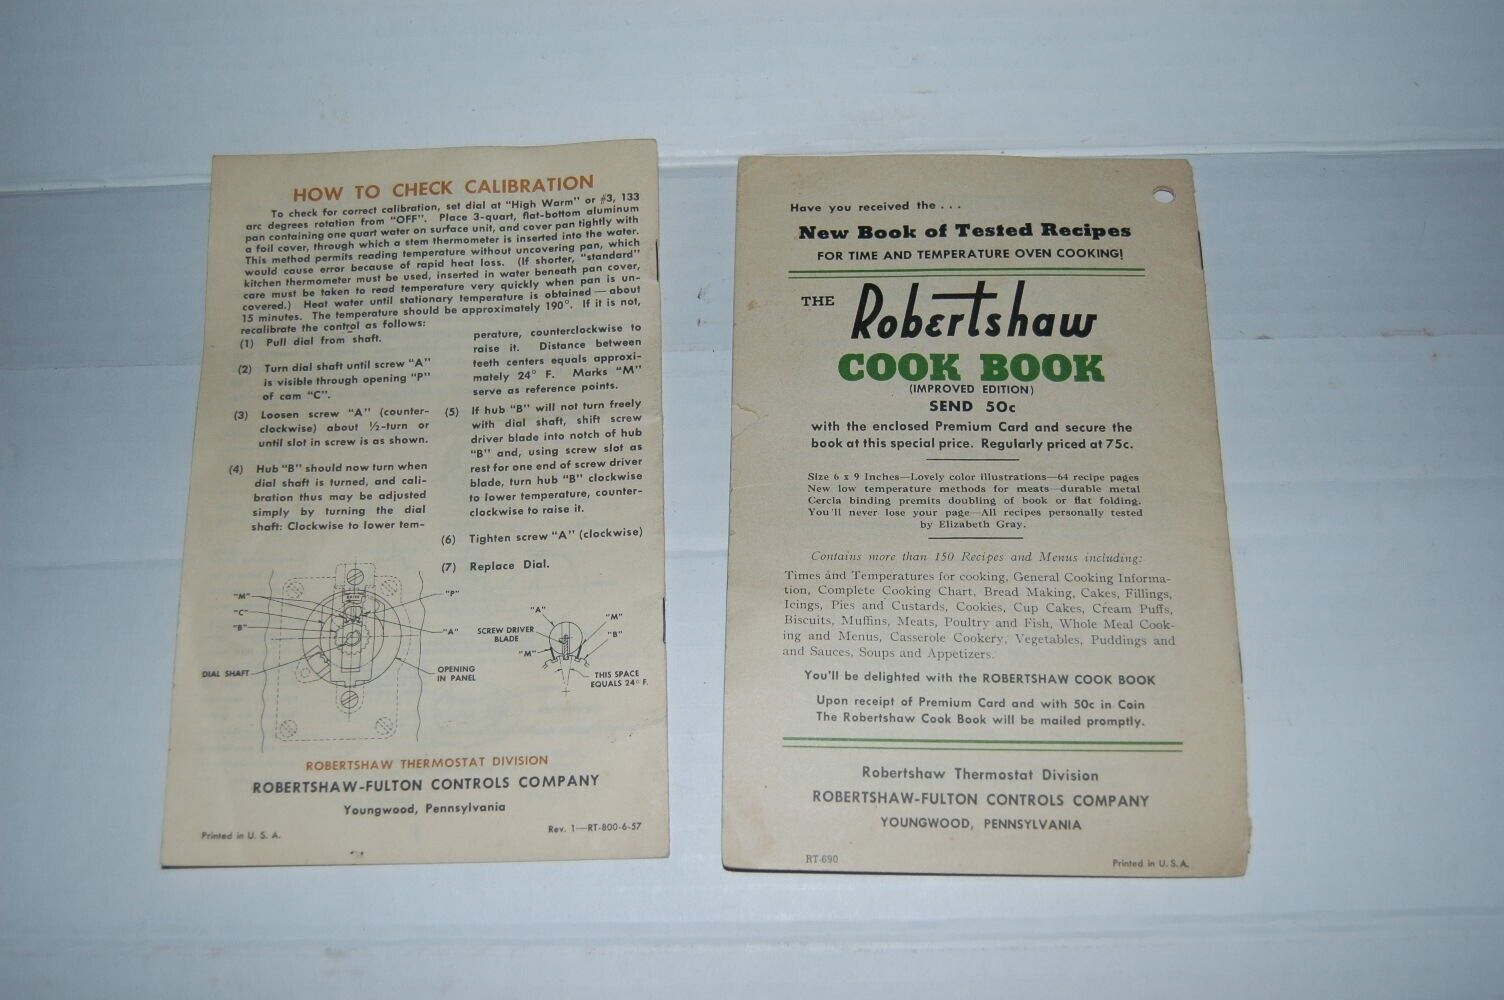 HOW TO CHECK CALIBRATION
To check for correct calibration, set dial at "High Warm" or #3, 133
arc degrees rotation from "OFF". Place 3-quart, flat-bottom aluminum
pan containing one quart water on surface unit, and cover pan tightly with
a foil cover, through which a stem thermometer is inserted into the water.
This method permits reading temperature without uncovering pan, which
would cause error because of rapid heat loss. (If shorter, "standard"
kitchen thermometer must be used, inserted in water beneath pan cover,
care must be taken to read temperature very quickly when pan is un-
covered.) Heat water until stationary temperature is obtained—about
15 minutes. The temperature should be approximately 190°. If it is not,
recalibrate the control as follows:
(1) Pull dial from shaft.
(2) Turn dial shaft until screw "A"
is visible through opening "P"
of cam "C".
(3) Loosen screw "A" (counter-
clockwise) about ½-turn or
until slot in screw is as shown.
(4) Hub "B" should now turn when
dial shaft is turned, and cali-
bration thus may be adjusted
simply by turning the dial
shaft: Clockwise to lower tem-
perature, counterclockwise to
raise it. Distance between
teeth centers equals approxi-
mately 24° F. Marks "M"
serve as reference points.
(5) If hub "B" will not turn freely
with dial shaft, shift screw
driver blade into notch of hub
"B" and, using screw slot as
rest for one end of screw driver
blade, turn hub "B" clockwise
to lower temperature, counter-
clockwise to raise it.
(6) Tighten screw "A" (clockwise)
(7) Replace Dial.
"M"
"C"
"B"
DIAL SHAFT
"P"
"A"
OPENING
IN PANEL
"A"
SCREW DRIVER
BLADE
"M"
"M"
"B"
THIS SPACE
EQUALS 24° F.
ROBERTSHAW THERMOSTAT DIVISION
ROBERTSHAW-FULTON CONTROLS COMPANY
Youngwood, Pennsylvania
Printed in U. S. A.
Rev. 1—RT-800-6-57
Have you received the . . .
New Book of Tested Recipes
FOR TIME AND TEMPERATURE OVEN COOKING!
THE Robertshaw
COOK BOOK
(IMPROVED EDITION)
SEND 50c
with the enclosed Premium Card and secure the
book at this special price. Regularly priced at 75c.
Size 6 x 9 Inches—Lovely color illustrations—64 recipe pages
New low temperature methods for meats—durable metal
Cercla binding premits doubling of book or flat folding.
You'll never lose your page—All recipes personally tested
by Elizabeth Gray.
Contains more than 150 Recipes and Menus including:
Times and Temperatures for cooking, General Cooking Informa-
tion, Complete Cooking Chart, Bread Making, Cakes, Fillings,
Icings, Pies and Custards, Cookies, Cup Cakes, Cream Puffs,
Biscuits, Muffins, Meats, Poultry and Fish, Whole Meal Cook-
ing and Menus, Casserole Cookery, Vegetables, Puddings and
and Sauces, Soups and Appetizers.
You'll be delighted with the ROBERTSHAW COOK BOOK
Upon receipt of Premium Card and with 50c in Coin
The Robertshaw Cook Book will be mailed promptly.
Robertshaw Thermostat Division
ROBERTSHAW-FULTON CONTROLS COMPANY
YOUNGWOOD, PENNSYLVANIA
RT-690
Printed in U. S. A.